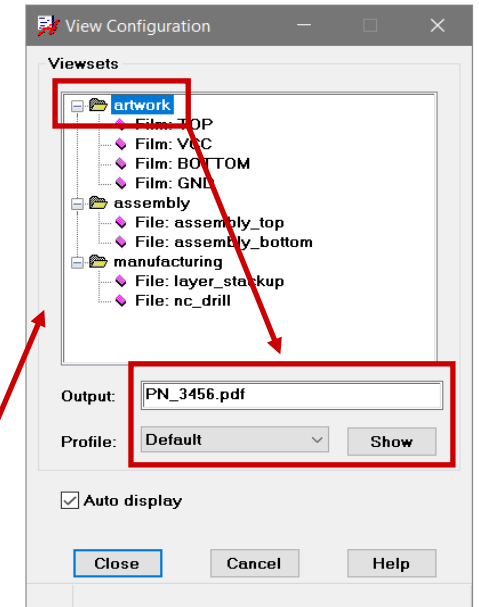 View Configuration
Viewsets
artwork
Film: TOP
Film: VCC
Film: BOTTOM
Film: GND
assembly
File: assembly_top
File: assembly_bottom
manufacturing
File: layer_stackup
File: nc_drill
Output: PN_3456.pdf
Profile: Default Show
Auto display
Close Cancel Help